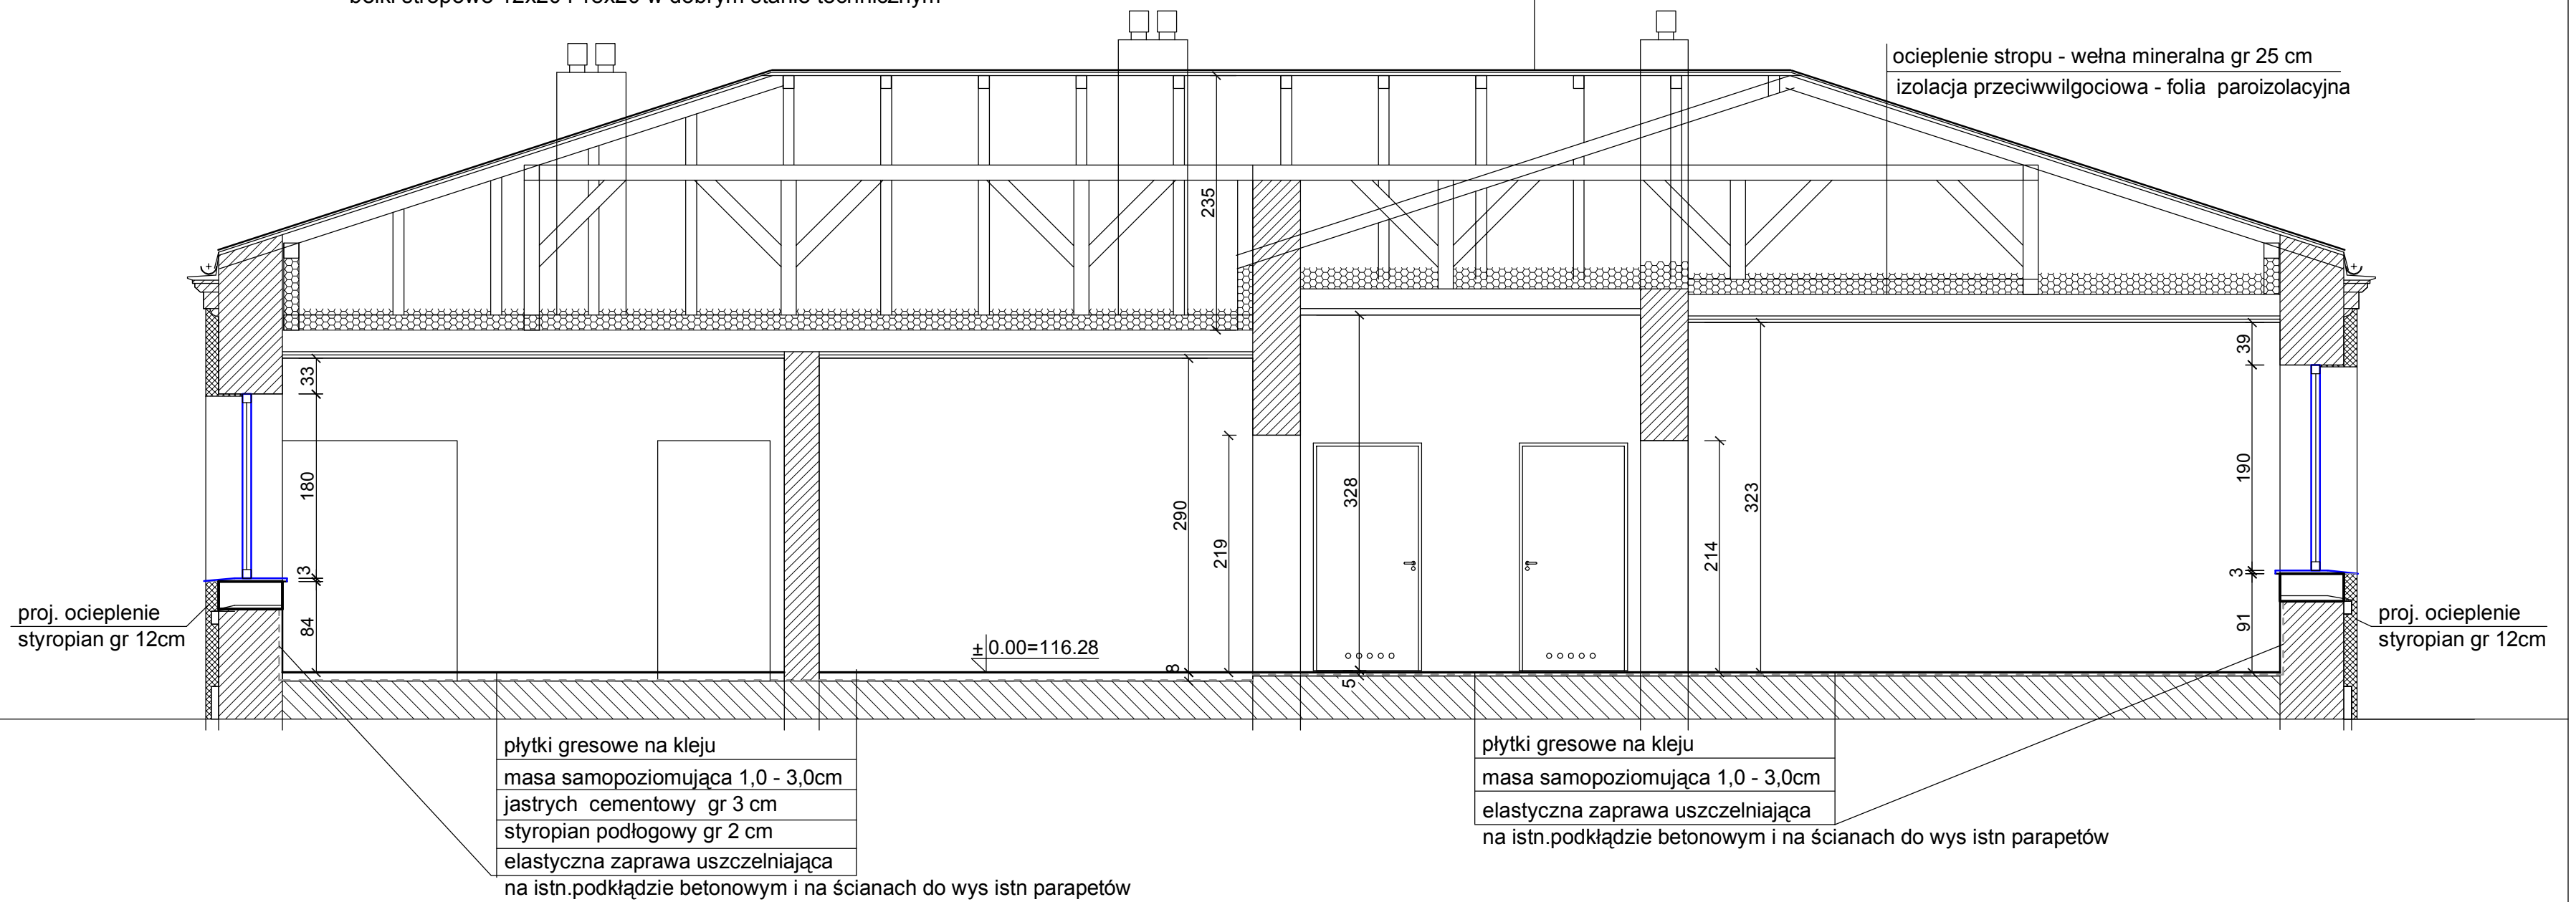 ocieplenie stropu - wełna mineralna gr 25 cm
izolacja przeciwwilgociowa - folia paroizolacyjna
235
33
180
3
84
290
8
219
328
5
214
323
39
190
3
91
±0.00=116.28
proj. ocieplenie
styropian gr 12cm
proj. ocieplenie
styropian gr 12cm
płytki gresowe na kleju
masa samopoziomująca 1,0 - 3,0cm
jastrych cementowy gr 3 cm
styropian podłogowy gr 2 cm
elastyczna zaprawa uszczelniająca
na istn.podkłądzie betonowym i na ścianach do wys istn parapetów
płytki gresowe na kleju
masa samopoziomująca 1,0 - 3,0cm
elastyczna zaprawa uszczelniająca
na istn.podkłądzie betonowym i na ścianach do wys istn parapetów